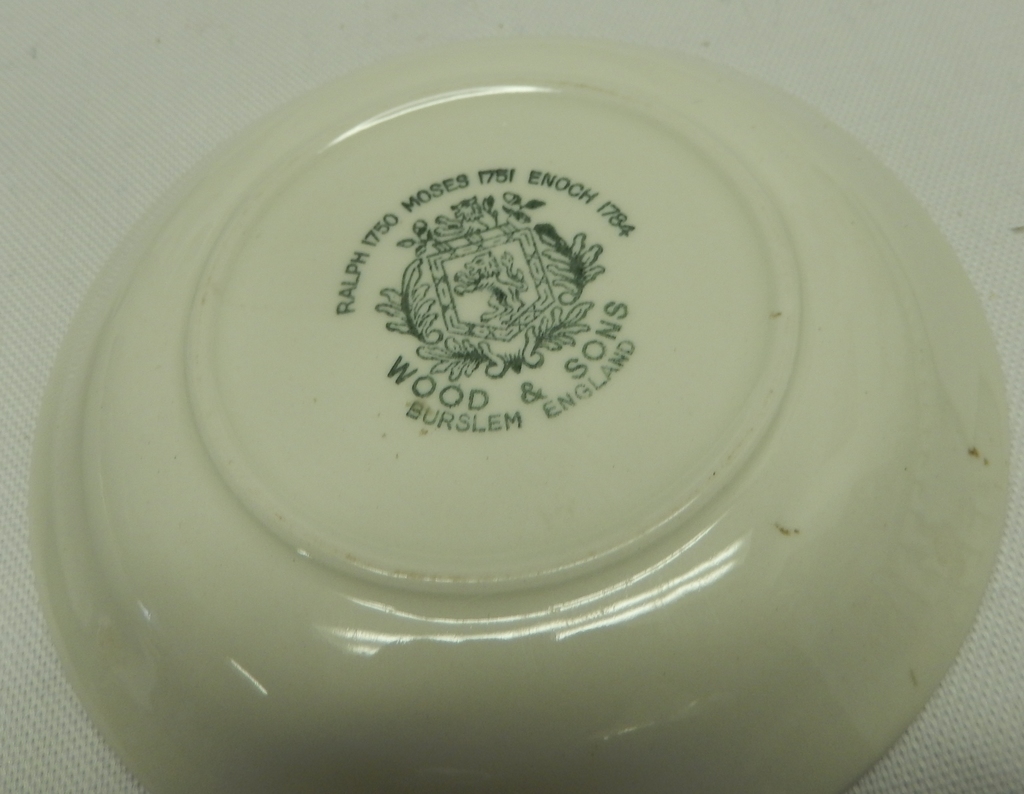 RALPH 1750 MOSES 1751 ENOCH 1784
WOOD & SONS
BURSLEM ENGLAND